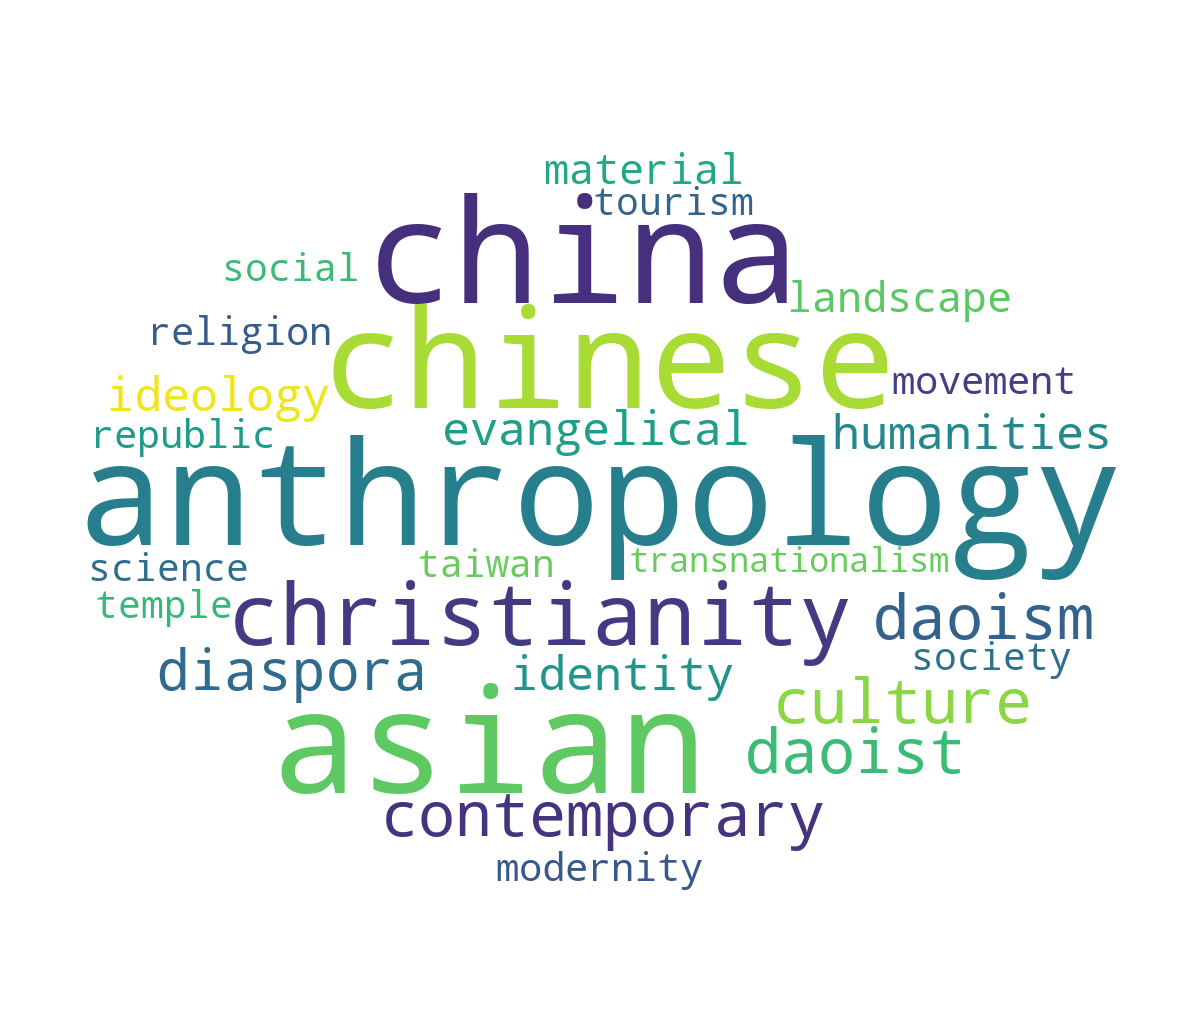 material
tourism
china
social
landscape
religion
chinese
movement
ideology
republic
evangelical
humanities
anthropology
science
taiwan
transnationalism
temple
christianity
daoism
society
diaspora
identity
culture
asian
daoist
contemporary
modernity